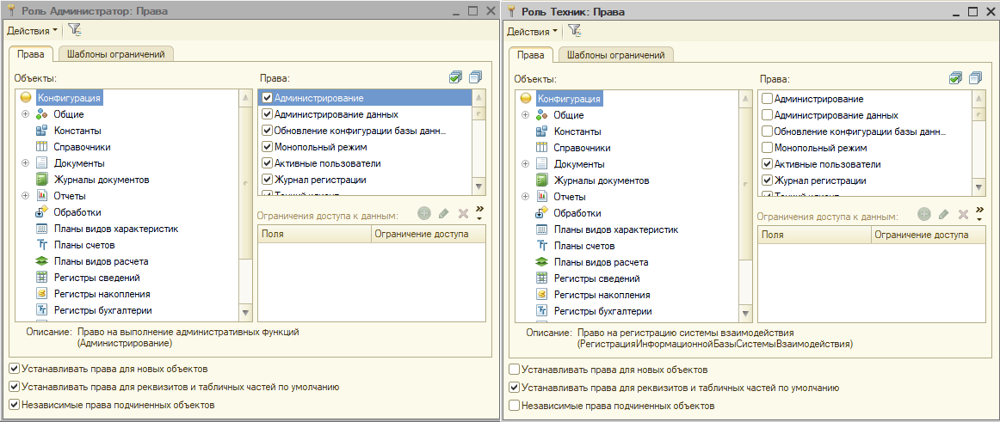 Роль Администратор: Права
Действия
Права
Шаблоны ограничений
Объекты:
Конфигурация
Общие
Константы
Справочники
Документы
Журналы документов
Отчеты
Обработки
Планы видов характеристик
Планы счетов
Планы видов расчета
Регистры сведений
Регистры накопления
Регистры бухгалтерии
Права:
Администрирование
Администрирование данных
Обновление конфигурации базы данн...
Монопольный режим
Активные пользователи
Журнал регистрации
Тонкий клиент
Ограничения доступа к данным:
Поля
Ограничение доступа
Описание: Право на выполнение административных функций
(Администрирование)
Устанавливать права для новых объектов
Устанавливать права для реквизитов и табличных частей по умолчанию
Независимые права подчиненных объектов
Роль Техник: Права
Действия
Права
Шаблоны ограничений
Объекты:
Конфигурация
Общие
Константы
Справочники
Документы
Журналы документов
Отчеты
Обработки
Планы видов характеристик
Планы счетов
Планы видов расчета
Регистры сведений
Регистры накопления
Регистры бухгалтерии
Права:
Администрирование
Администрирование данных
Обновление конфигурации базы данн...
Монопольный режим
Активные пользователи
Журнал регистрации
Тонкий клиент
Ограничения доступа к данным:
Поля
Ограничение доступа
Описание: Право на регистрацию системы взаимодействия
(РегистрацияИнформационнойБазыСистемыВзаимодействия)
Устанавливать права для новых объектов
Устанавливать права для реквизитов и табличных частей по умолчанию
Независимые права подчиненных объектов